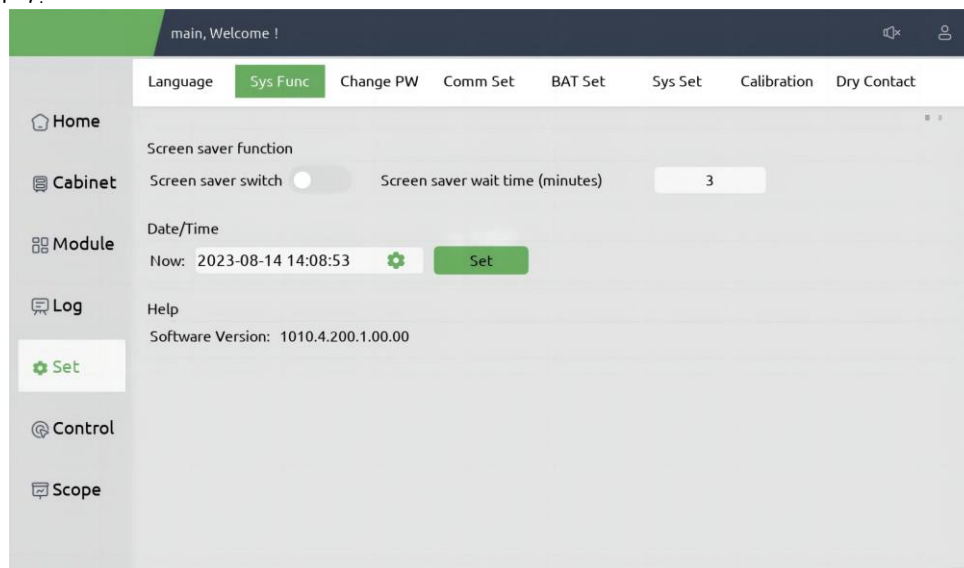 main, Welcome !
Language Sys Func Change PW Comm Set BAT Set Sys Set Calibration Dry Contact
Home
Cabinet
Module
Log
Set
Control
Scope
Screen saver function
Screen saver switch Screen saver wait time (minutes) 3
Date/Time
Now: 2023-08-14 14:08:53 Set
Help
Software Version: 1010.4.200.1.00.00